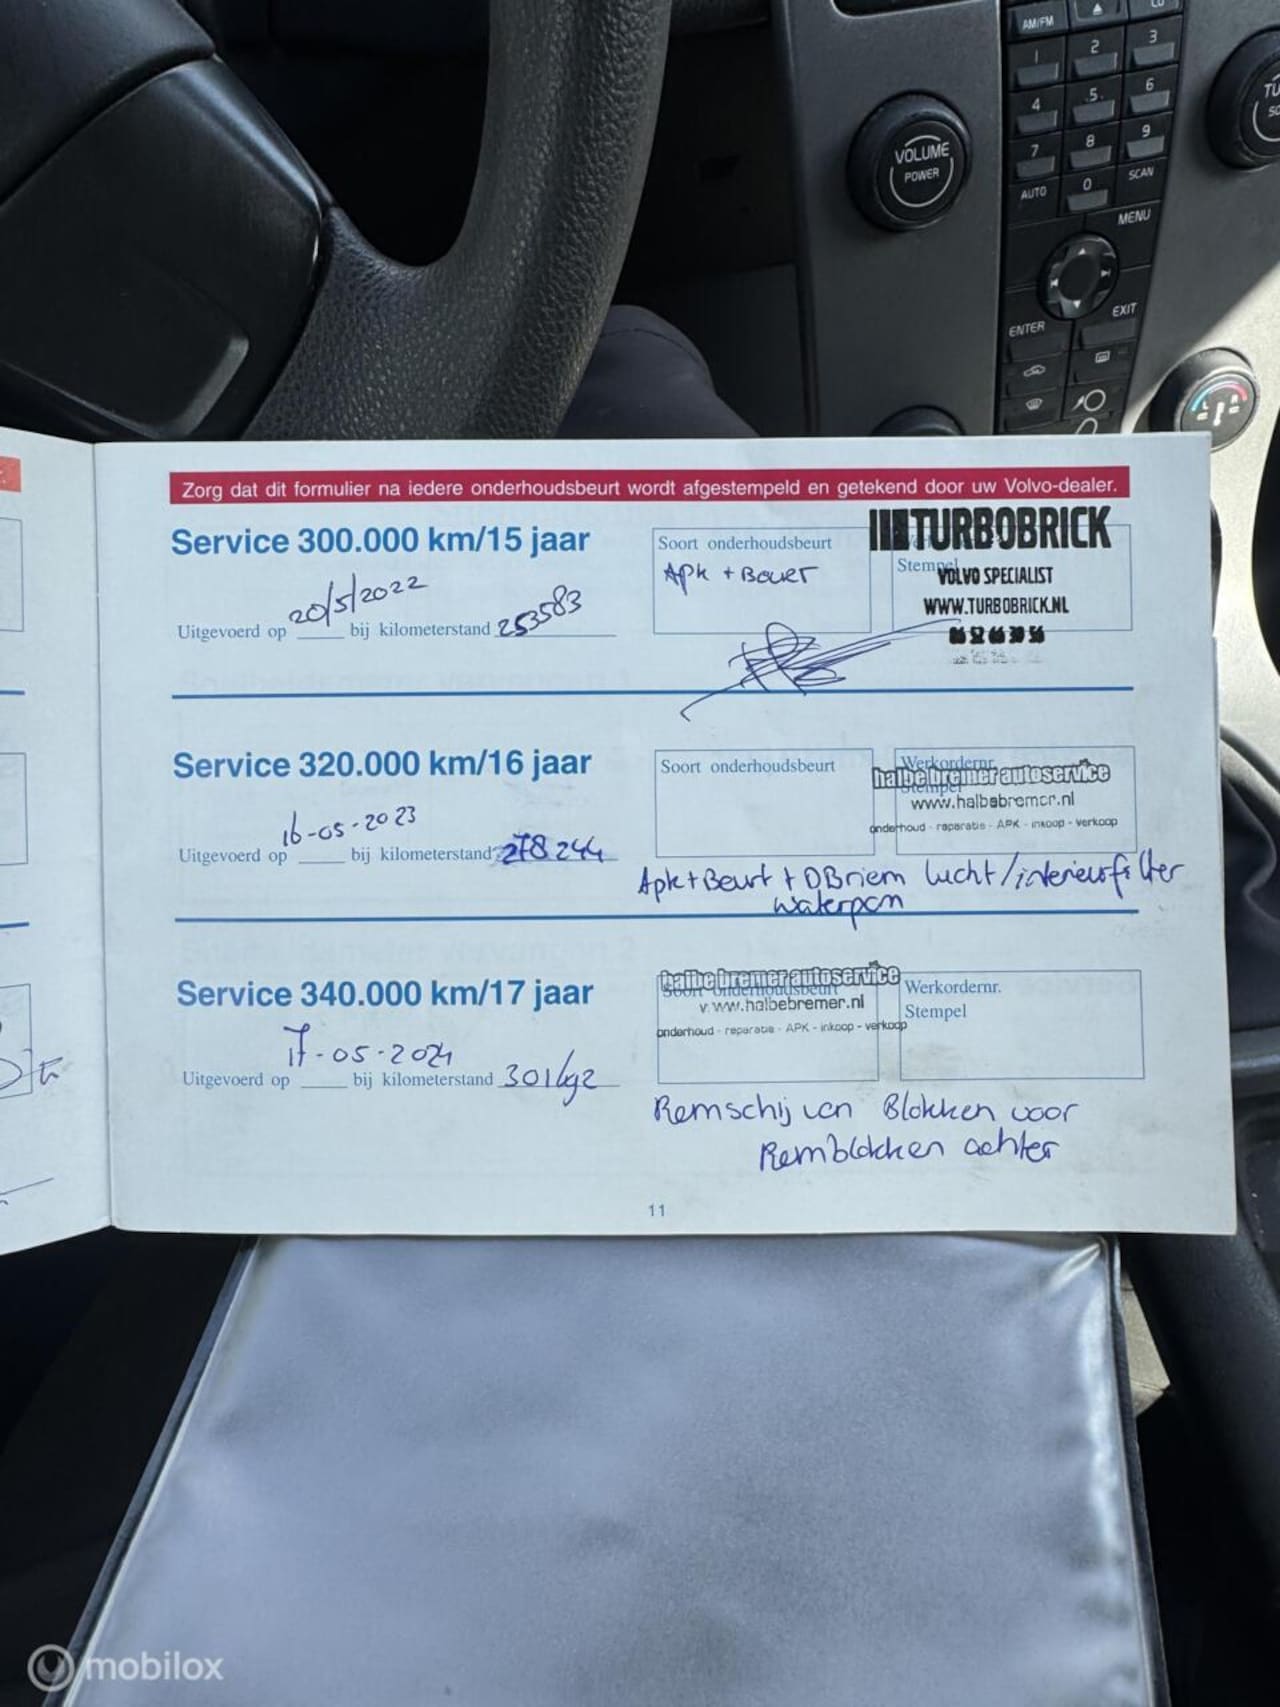 AM/FM
1 2 3
4 5 6
7 8 9
AUTO 0 SCAN
MENU
VOLUME
POWER
EXIT
ENTER
Zorg dat dit formulier na iedere onderhoudsbeurt wordt afgestempeld en getekend door uw Volvo-dealer.
Service 300.000 km/15 jaar
Uitgevoerd op 20/5/2022 bij kilometerstand 253583
Soort onderhoudsbeurt
APK + Beurt
Stempel
TURBOBRICK
VOLVO SPECIALIST
WWW.TURBOBRICK.NL
Service 320.000 km/16 jaar
Uitgevoerd op 16-05-2023 bij kilometerstand 278244
Soort onderhoudsbeurt
Werkordernr.
Stempel
halbe bremer autoservice
www.halbebremer.nl
onderhoud - reparatie - APK - inkoop - verkoop
Apk + Beurt + DBriem lucht/interieurfilter
waterpom
Service 340.000 km/17 jaar
Uitgevoerd op 17-05-2024 bij kilometerstand
Soort onderhoudsbeurt
halbe bremer autoservice
www.halbebremer.nl
onderhoud - reparatie - APK - inkoop - verkoop
Werkordernr.
Stempel
Remschijven Blokken voor
Remblokken achter
11
mobilox